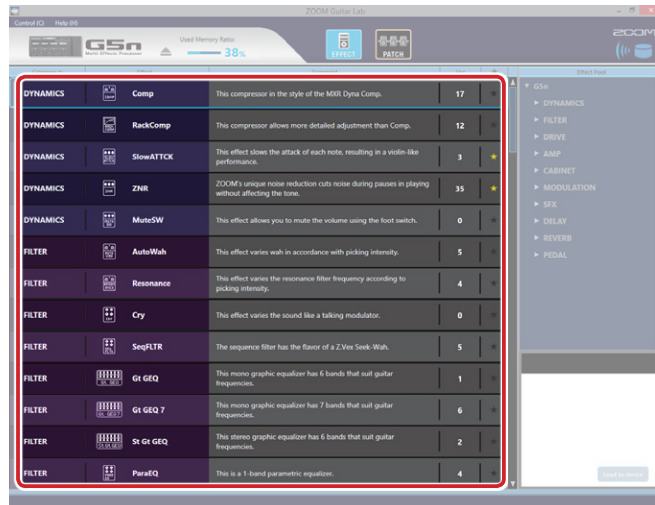 ZOOM Guitar Lab
Control (C) Help (H)
G5n
Multi-Effects Processor
Used Memory Ratio:
38%
EFFECT
PATCH
ZOOM
Effect
Effect Pool
DYNAMICS Comp This compressor in the style of the MXR Dyna Comp. 17
DYNAMICS RackComp This compressor allows more detailed adjustment than Comp. 12
DYNAMICS SlowATTCK This effect slows the attack of each note, resulting in a violin-like
performance. 3
DYNAMICS ZNR ZOOM's unique noise reduction cuts noise during pauses in playing
without affecting the tone. 35
DYNAMICS MuteSW This effect allows you to mute the volume using the foot switch. 0
FILTER AutoWah This effect varies wah in accordance with picking intensity. 5
FILTER Resonance This effect varies the resonance filter frequency according to
picking intensity. 4
FILTER Cry This effect varies the sound like a talking modulator. 0
FILTER SeqFLTR The sequence filter has the flavor of a Z.Vex Seek-Wah. 5
FILTER Gt GEQ This mono graphic equalizer has 6 bands that suit guitar
frequencies. 1
FILTER Gt GEQ 7 This mono graphic equalizer has 7 bands that suit guitar
frequencies. 6
FILTER St Gt GEQ This stereo graphic equalizer has 6 bands that suit guitar
frequencies. 2
FILTER ParaEQ This is a 1-band parametric equalizer. 4
G5n
DYNAMICS
FILTER
DRIVE
AMP
CABINET
MODULATION
SFX
DELAY
REVERB
PEDAL
Load to device